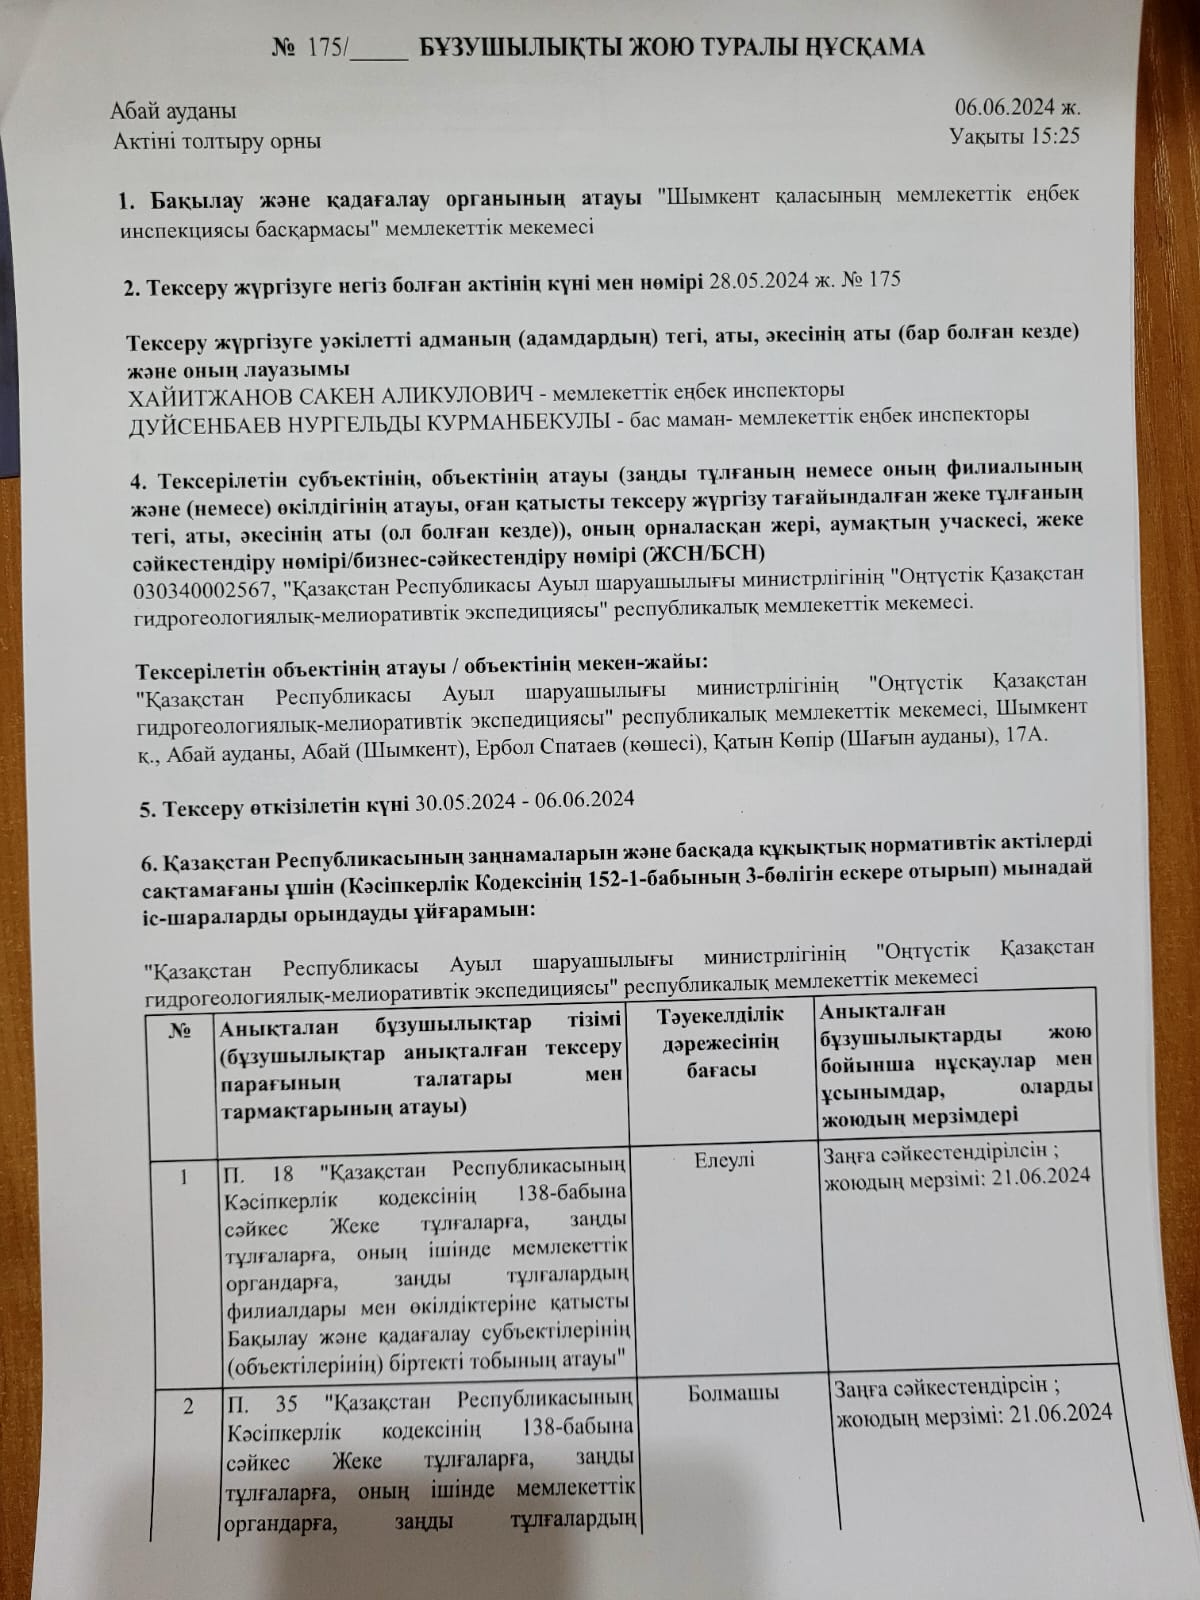 № 175/_____ БҰЗУШЫЛЫҚТЫ ЖОЮ ТУРАЛЫ ҢҰСҚАМА
Абай ауданы
06.06.2024 ж.
Актіні толтыру орны
Уақыты 15:25
1. Бақылау және қадағалау органының атауы "Шымкент қаласының мемлекеттік еңбек
инспекциясы басқармасы" мемлекеттік мекемесі
2. Тексеру жүргізуге негіз болған актінің күні мен нөмірі 28.05.2024 ж. № 175
Тексеру жүргізуге уәкілетті адманың (адамдардың) тегі, аты, әкесінің аты (бар болған кезде)
және оның лауазымы
ХАЙИТЖАНОВ САКЕН АЛИКУЛОВИЧ - мемлекеттік еңбек инспекторы
ДУЙСЕНБАЕВ НУРГЕЛЬДЫ КУРМАНБЕКУЛЫ - бас маман- мемлекеттік еңбек инспекторы
4. Тексерілетін субъектінің, объектінің атауы (заңды тұлғаның немесе оның филиалының
және (немесе) өкілдігінің атауы, оған қатысты тексеру жүргізу тағайындалған жеке тұлғаның
тегі, аты, әкесінің аты (ол болған кезде)), оның орналасқан жері, аумақтың учаскесі, жеке
сәйкестендіру нөмірі/бизнес-сәйкестендіру нөмірі (ЖСН/БСН)
030340002567, "Қазақстан Республикасы Ауыл шаруашылығы министрлігінің "Оңтүстік Қазақстан
гидрогеологиялық-мелиоративтік экспедициясы" республикалық мемлекеттік мекемесі.
Тексерілетін объектінің атауы / объектінің мекен-жайы:
"Қазақстан Республикасы Ауыл шаруашылығы министрлігінің "Оңтүстік Қазақстан
гидрогеологиялық-мелиоративтік экспедициясы" республикалық мемлекеттік мекемесі, Шымкент
қ., Абай ауданы, Абай (Шымкент), Ербол Спатаев (көшесі), Қатын Көпір (Шағын ауданы), 17А.
5. Тексеру өткізілетін күні 30.05.2024 - 06.06.2024
6. Қазақстан Республикасының заңнамаларын және басқада құқықтық нормативтік актілерді
сақтамағаны үшін (Кәсіпкерлік Кодексінің 152-1-бабының 3-бөлігін ескере отырып) мынадай
іс-шараларды орындауды ұйғарамын:
"Қазақстан Республикасы Ауыл шаруашылығы министрлігінің "Оңтүстік Қазақстан
гидрогеологиялық-мелиоративтік экспедициясы" республикалық мемлекеттік мекемесі
№
Анықталан бұзушылықтар тізімі
(бұзушылықтар анықталған тексеру
парағының талатары мен
тармақтарының атауы)
Тәуекелділік
дәрежесінің
бағасы
Анықталған
бұзушылықтарды жою
бойынша нұсқаулар мен
ұсынымдар, оларды
жоюдың мерзімдері
1
П. 18 "Қазақстан Республикасының
Кәсіпкерлік кодексінің 138-бабына
сәйкес Жеке тұлғаларға, заңды
тұлғаларға, оның ішінде мемлекеттік
органдарға, заңды тұлғалардың
филиалдары мен өкілдіктеріне қатысты
Бақылау және қадағалау субъектілерінің
(объектілерінің) біртекті тобының атауы"
Елеулі
Заңға сәйкестендірілсін ;
жоюдың мерзімі: 21.06.2024
2
П. 35 "Қазақстан Республикасының
Кәсіпкерлік кодексінің 138-бабына
сәйкес Жеке тұлғаларға, заңды
тұлғаларға, оның ішінде мемлекеттік
органдарға, заңды тұлғалардың
Болмашы
Заңға сәйкестендірсін ;
жоюдың мерзімі: 21.06.2024